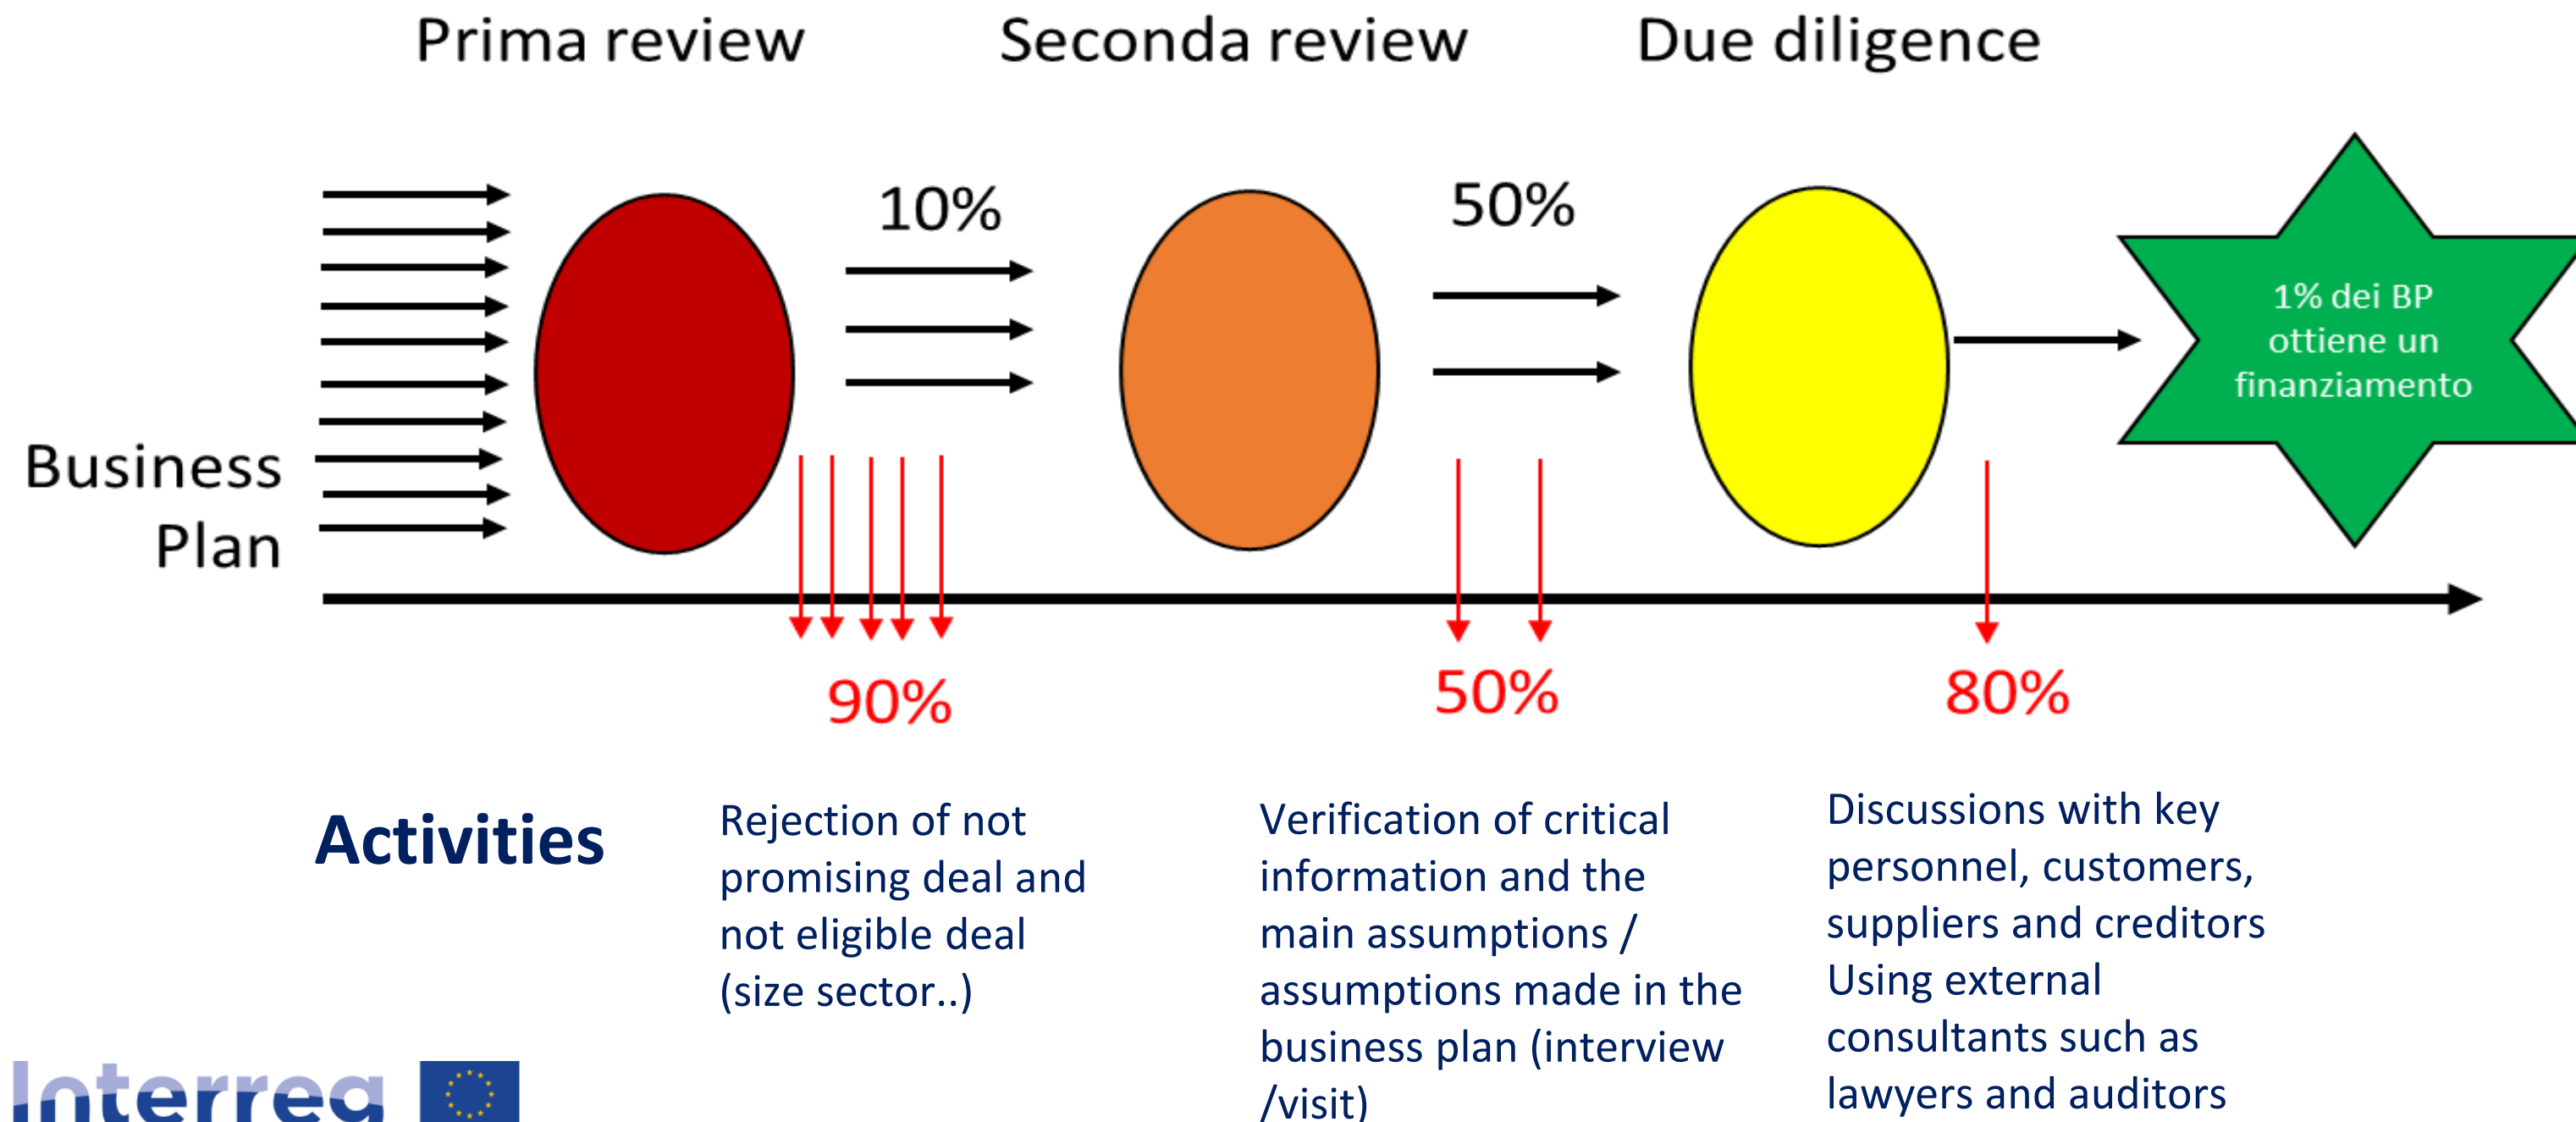 Prima review
Seconda review
Due diligence
10%
50%
1% dei BP
ottiene un
finanziamento
Business
Plan
90%
50%
80%
Activities
Rejection of not
promising deal and
not eligible deal
(size sector..)
Verification of critical
information and the
main assumptions /
assumptions made in the
business plan (interview
/visit)
Discussions with key
personnel, customers,
suppliers and creditors
Using external
consultants such as
lawyers and auditors
Interreg